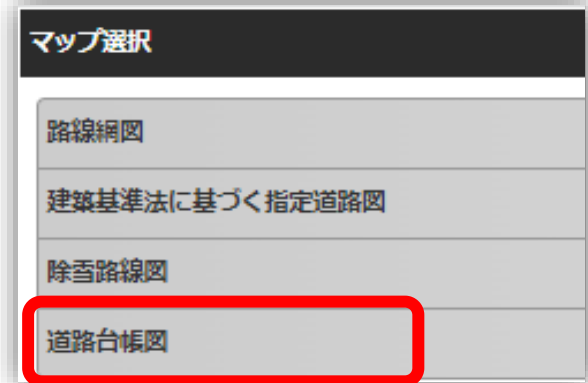 マップ選択
路線網図
建築基準法に基づく指定道路図
除雪路線図
道路台帳図